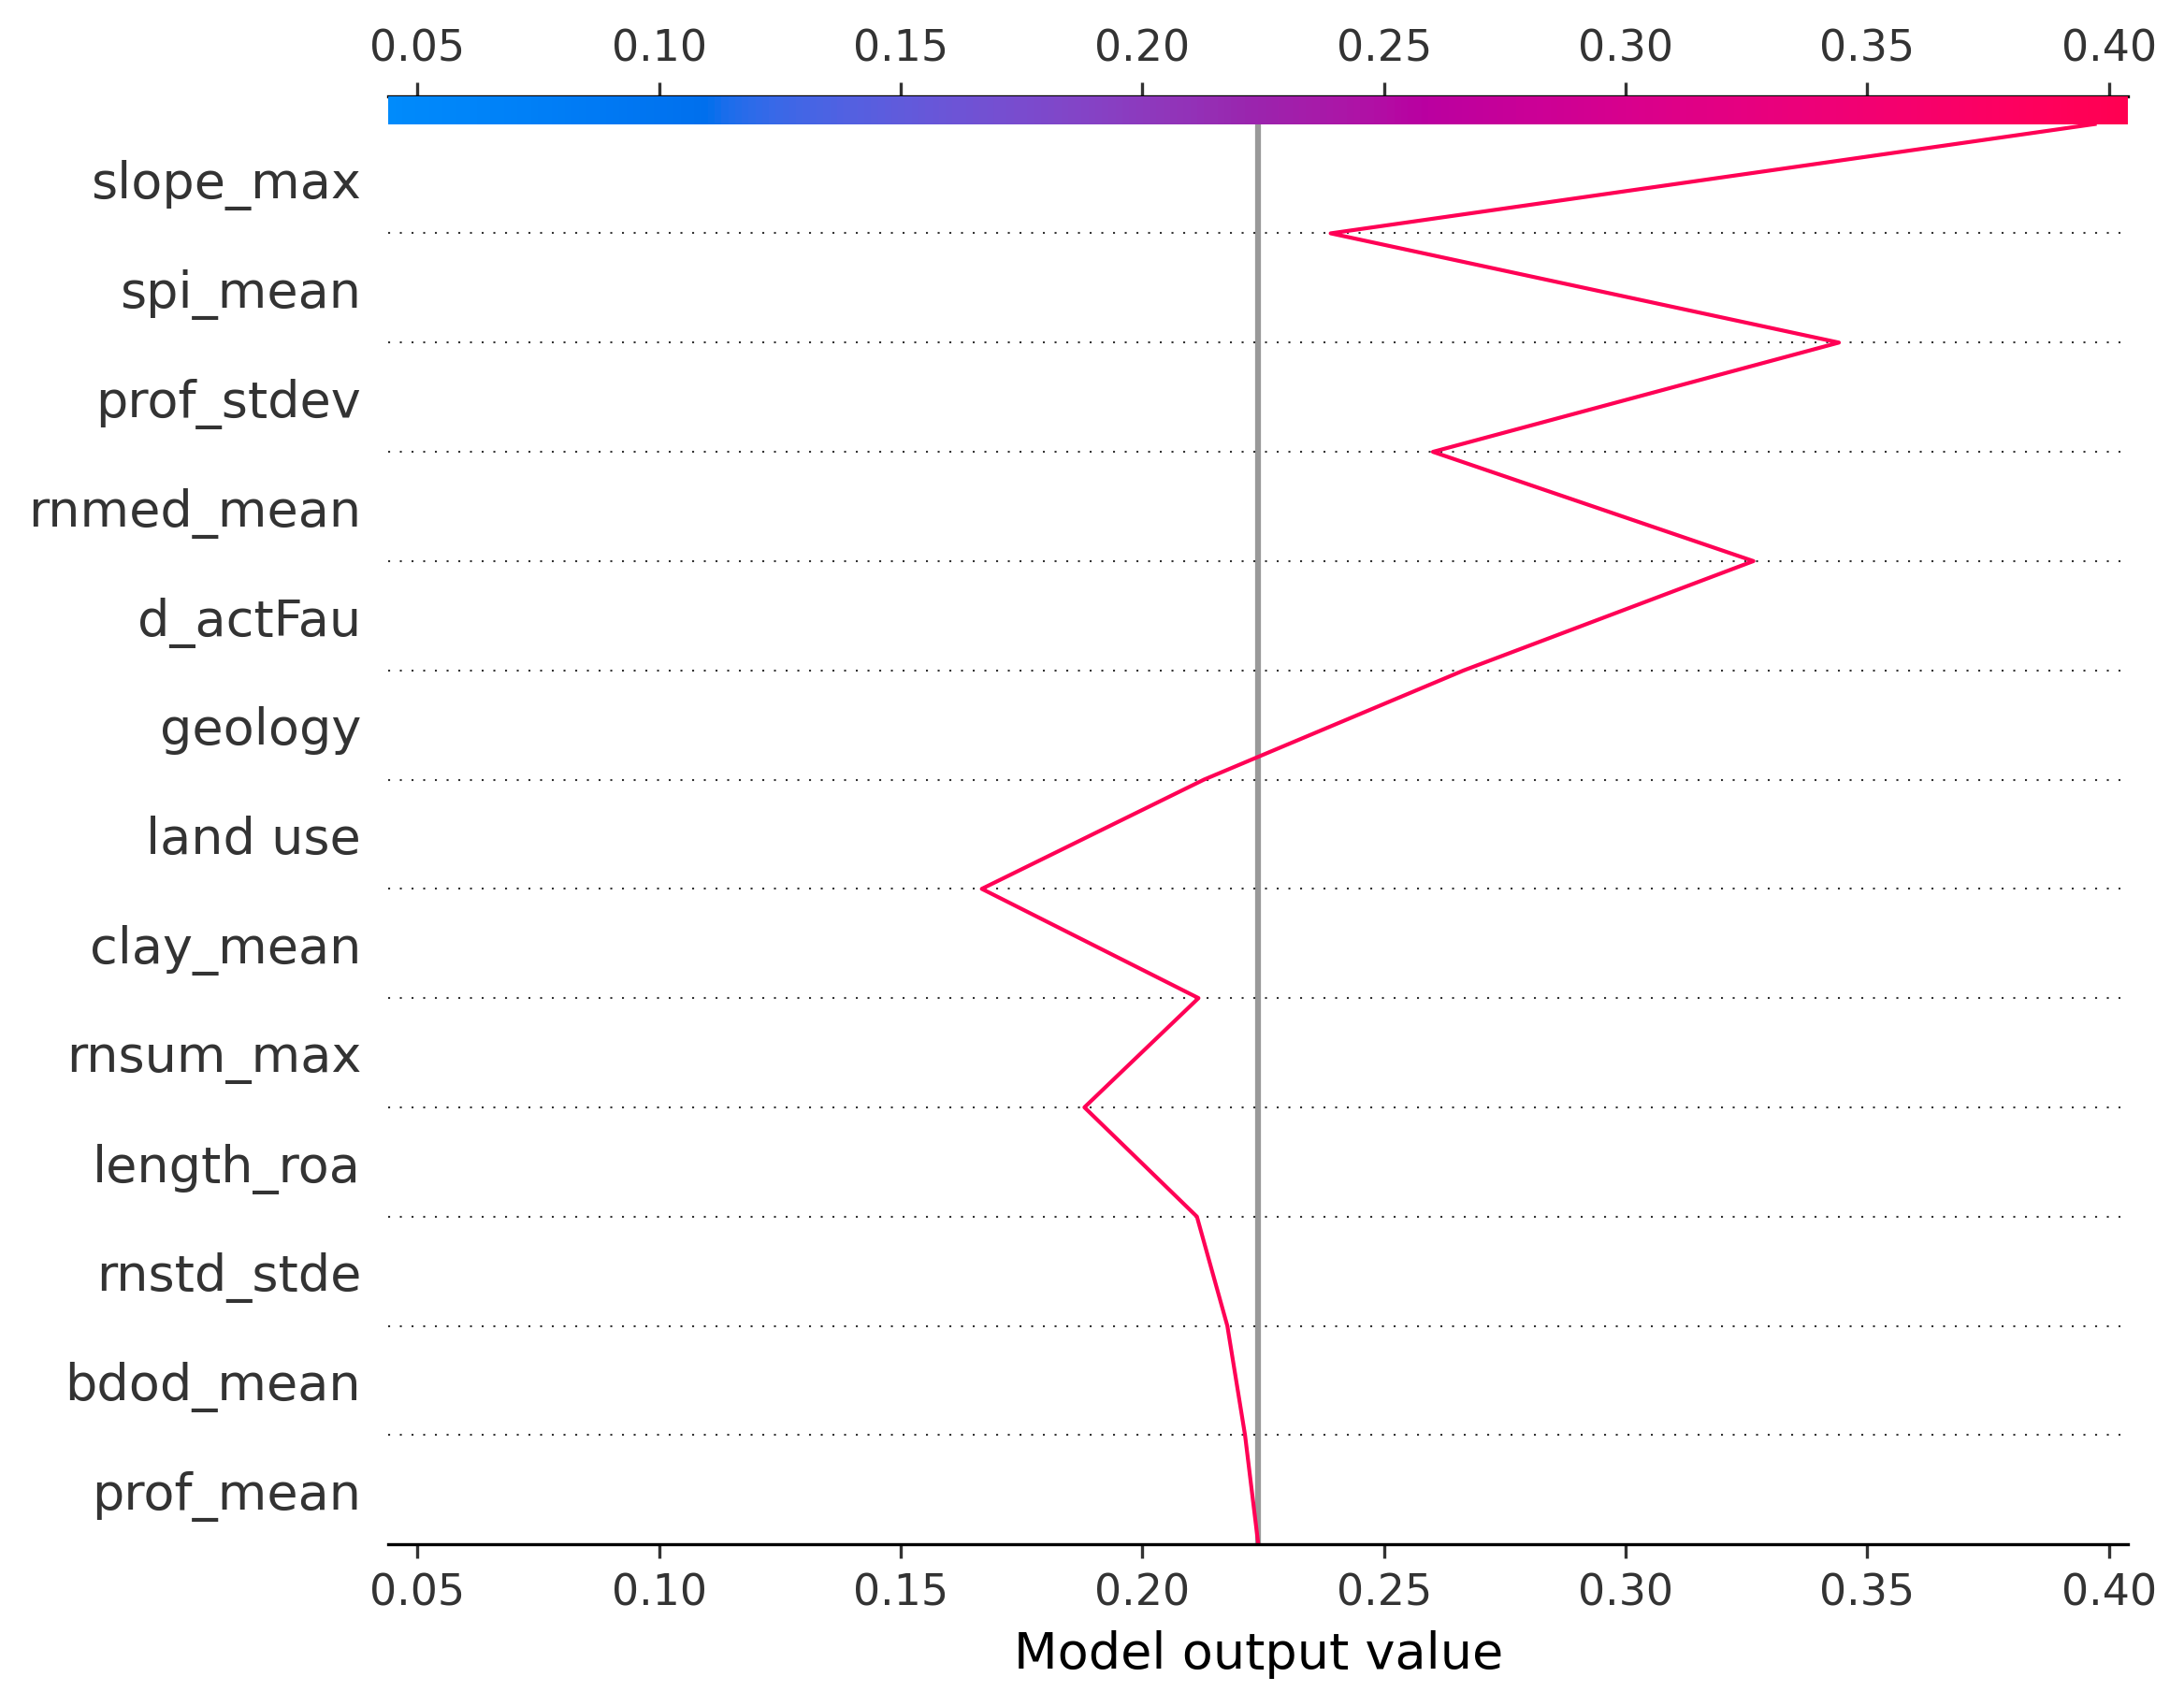 0.05 0.10 0.15 0.20 0.25 0.30 0.35 0.40
slope_max
spi_mean
prof_stdev
rnmed_mean
d_actFau
geology
land use
clay_mean
rnsum_max
length_roa
rnstd_stde
bdod_mean
prof_mean
0.05 0.10 0.15 0.20 0.25 0.30 0.35 0.40
Model output value